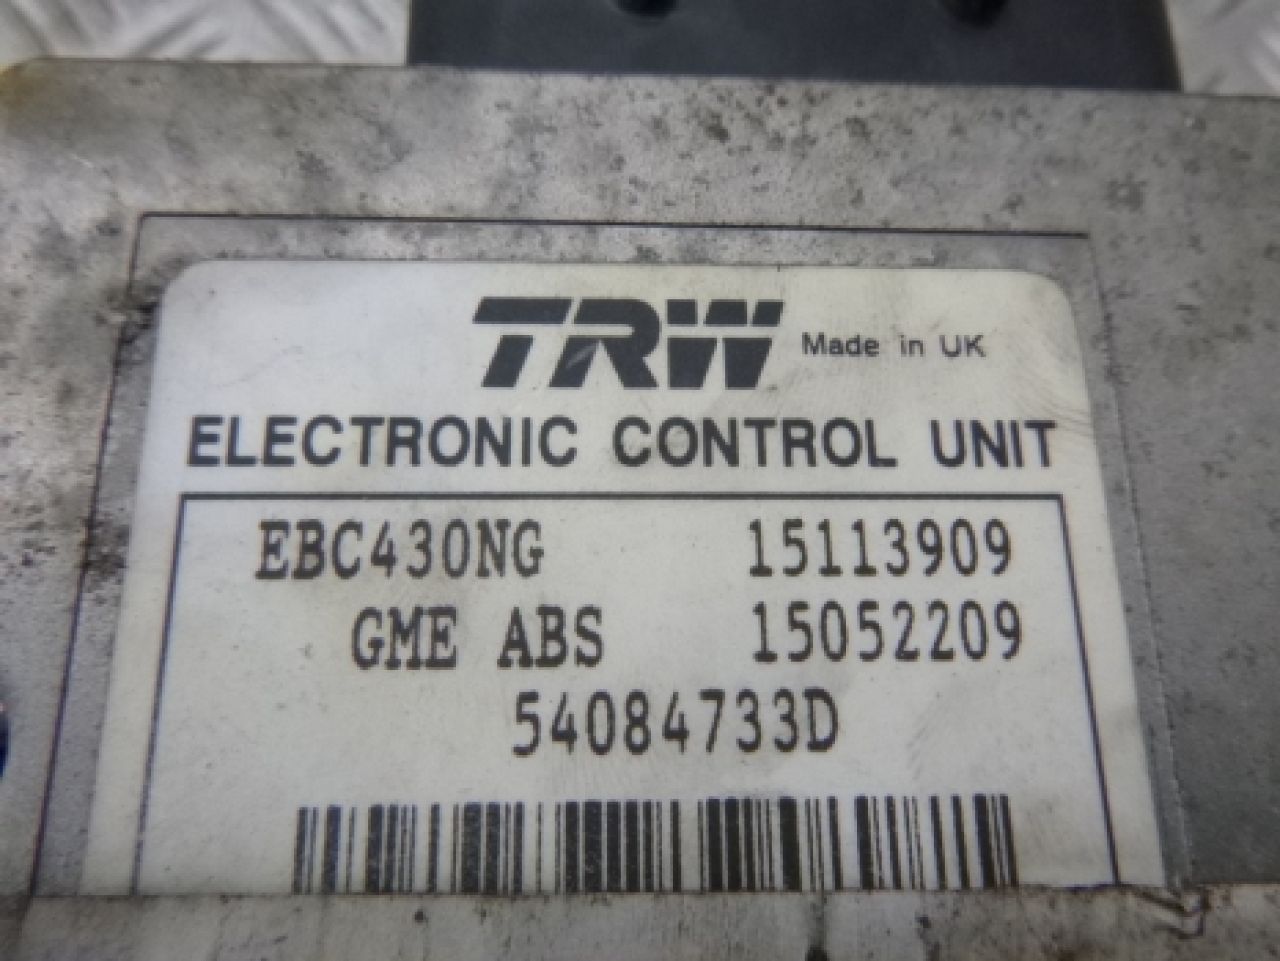 TRW Made in UK
ELECTRONIC CONTROL UNIT
EBC430NG 15113909
GME ABS 15052209
54084733D